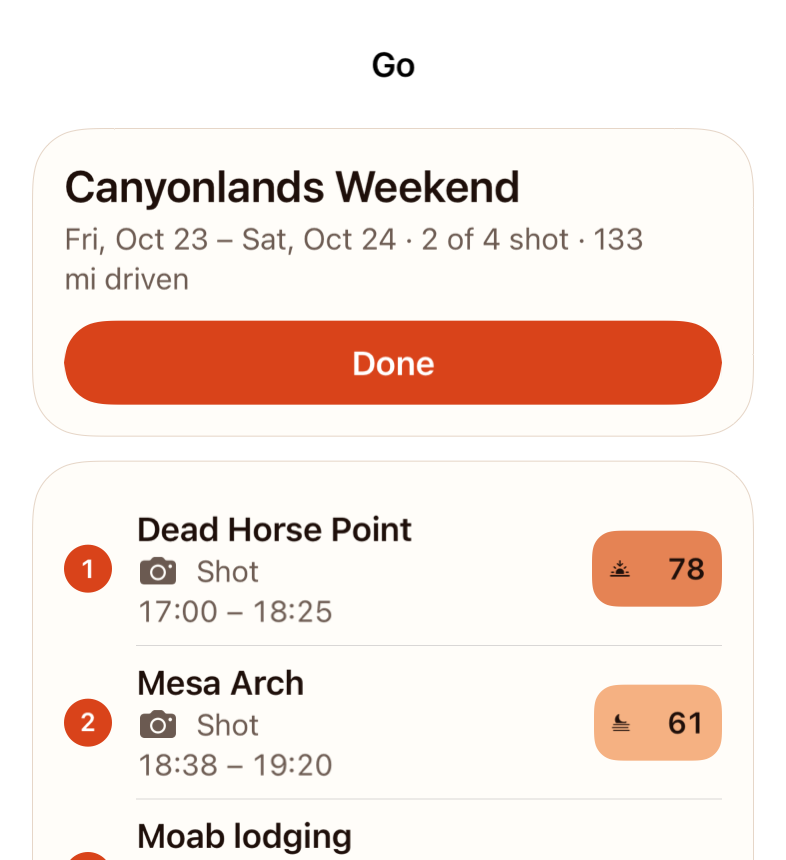 Go
Canyonlands Weekend
Fri, Oct 23 – Sat, Oct 24 · 2 of 4 shot · 133
mi driven
Done
1
Dead Horse Point
Shot
17:00 – 18:25
78
2
Mesa Arch
Shot
18:38 – 19:20
61
Moab lodging